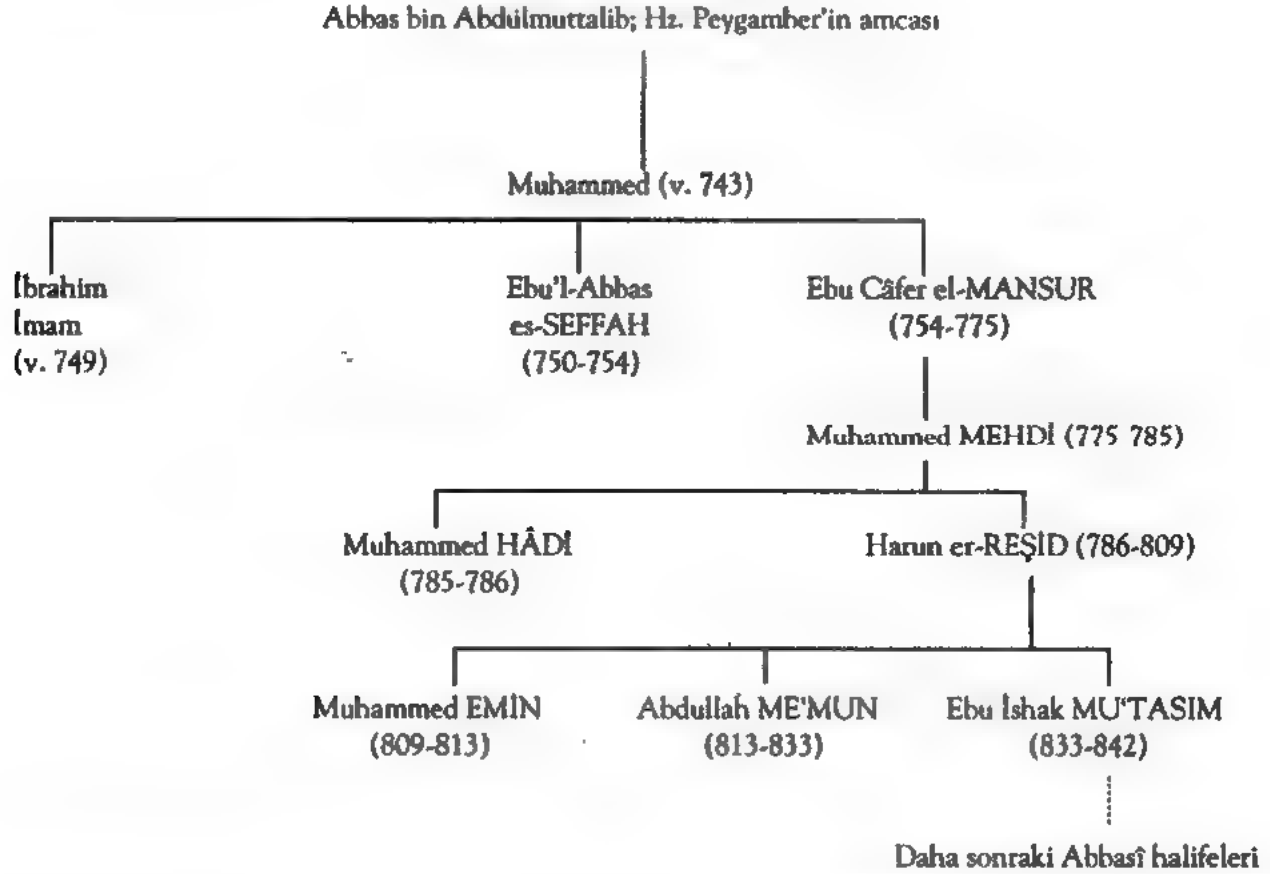 Abbas bin Abdülmuttalib; Hz. Peygamber'in amcası
Muhammed (v. 743)
İbrahim
İmam
(v. 749)
Ebu'l-Abbas
es-SEFFAH
(750-754)
Ebu Câfer el-MANSUR
(754-775)
Muhammed MEHDİ (775 785)
Muhammed HÂDİ
(785-786)
Harun er-REŞİD (786-809)
Muhammed EMİN
(809-813)
Abdullah ME'MUN
(813-833)
Ebu İshak MU'TASIM
(833-842)
Daha sonraki Abbasî halifeleri